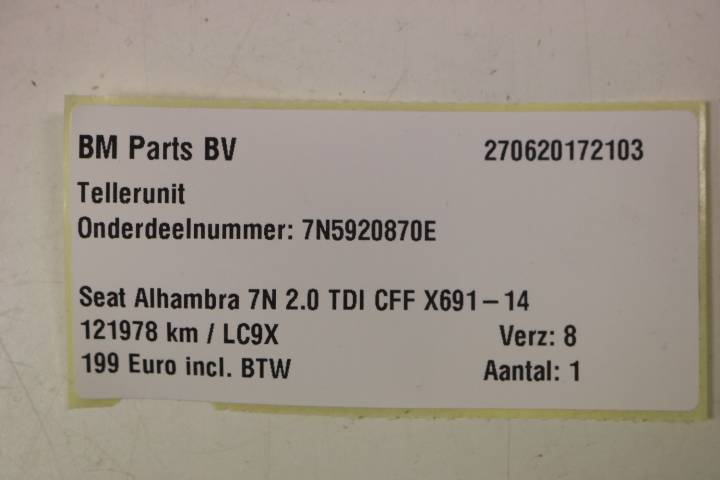 BM Parts BV 270620172103
Tellerunit
Onderdeelnummer: 7N5920870E
Seat Alhambra 7N 2.0 TDI CFF X691-14
121978 km / LC9X Verz: 8
199 Euro incl. BTW Aantal: 1